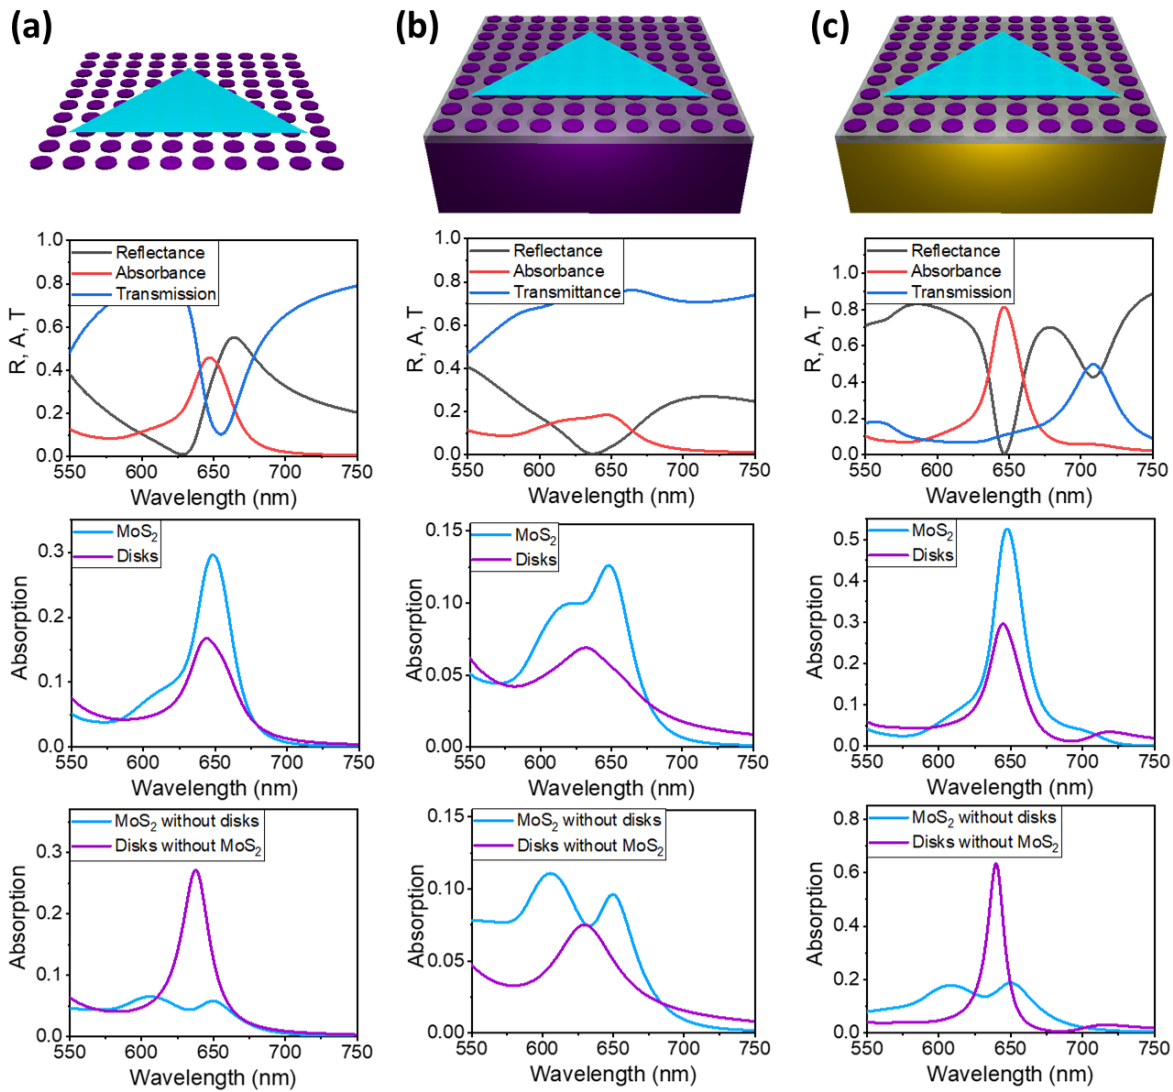 (a)
(b)
(c)
1.0
0.8
0.6
0.4
0.2
0.0
R, A, T
Reflectance
Absorbance
Transmission
550 600 650 700 750
Wavelength (nm)
1.0
0.8
0.6
0.4
0.2
0.0
R, A, T
Reflectance
Absorbance
Transmittance
550 600 650 700 750
Wavelength (nm)
1.0
0.8
0.6
0.4
0.2
0.0
R, A, T
Reflectance
Absorbance
Transmission
550 600 650 700 750
Wavelength (nm)
0.3
0.2
0.1
0.0
Absorption
MoS₂
Disks
550 600 650 700 750
Wavelength (nm)
0.15
0.10
0.05
0.00
Absorption
MoS₂
Disks
550 600 650 700 750
Wavelength (nm)
0.5
0.4
0.3
0.2
0.1
0.0
Absorption
MoS₂
Disks
550 600 650 700 750
Wavelength (nm)
0.3
0.2
0.1
0.0
Absorption
MoS₂ without disks
Disks without MoS₂
550 600 650 700 750
Wavelength (nm)
0.15
0.10
0.05
0.00
Absorption
MoS₂ without disks
Disks without MoS₂
550 600 650 700 750
Wavelength (nm)
0.8
0.6
0.4
0.2
0.0
Absorption
MoS₂ without disks
Disks without MoS₂
550 600 650 700 750
Wavelength (nm)